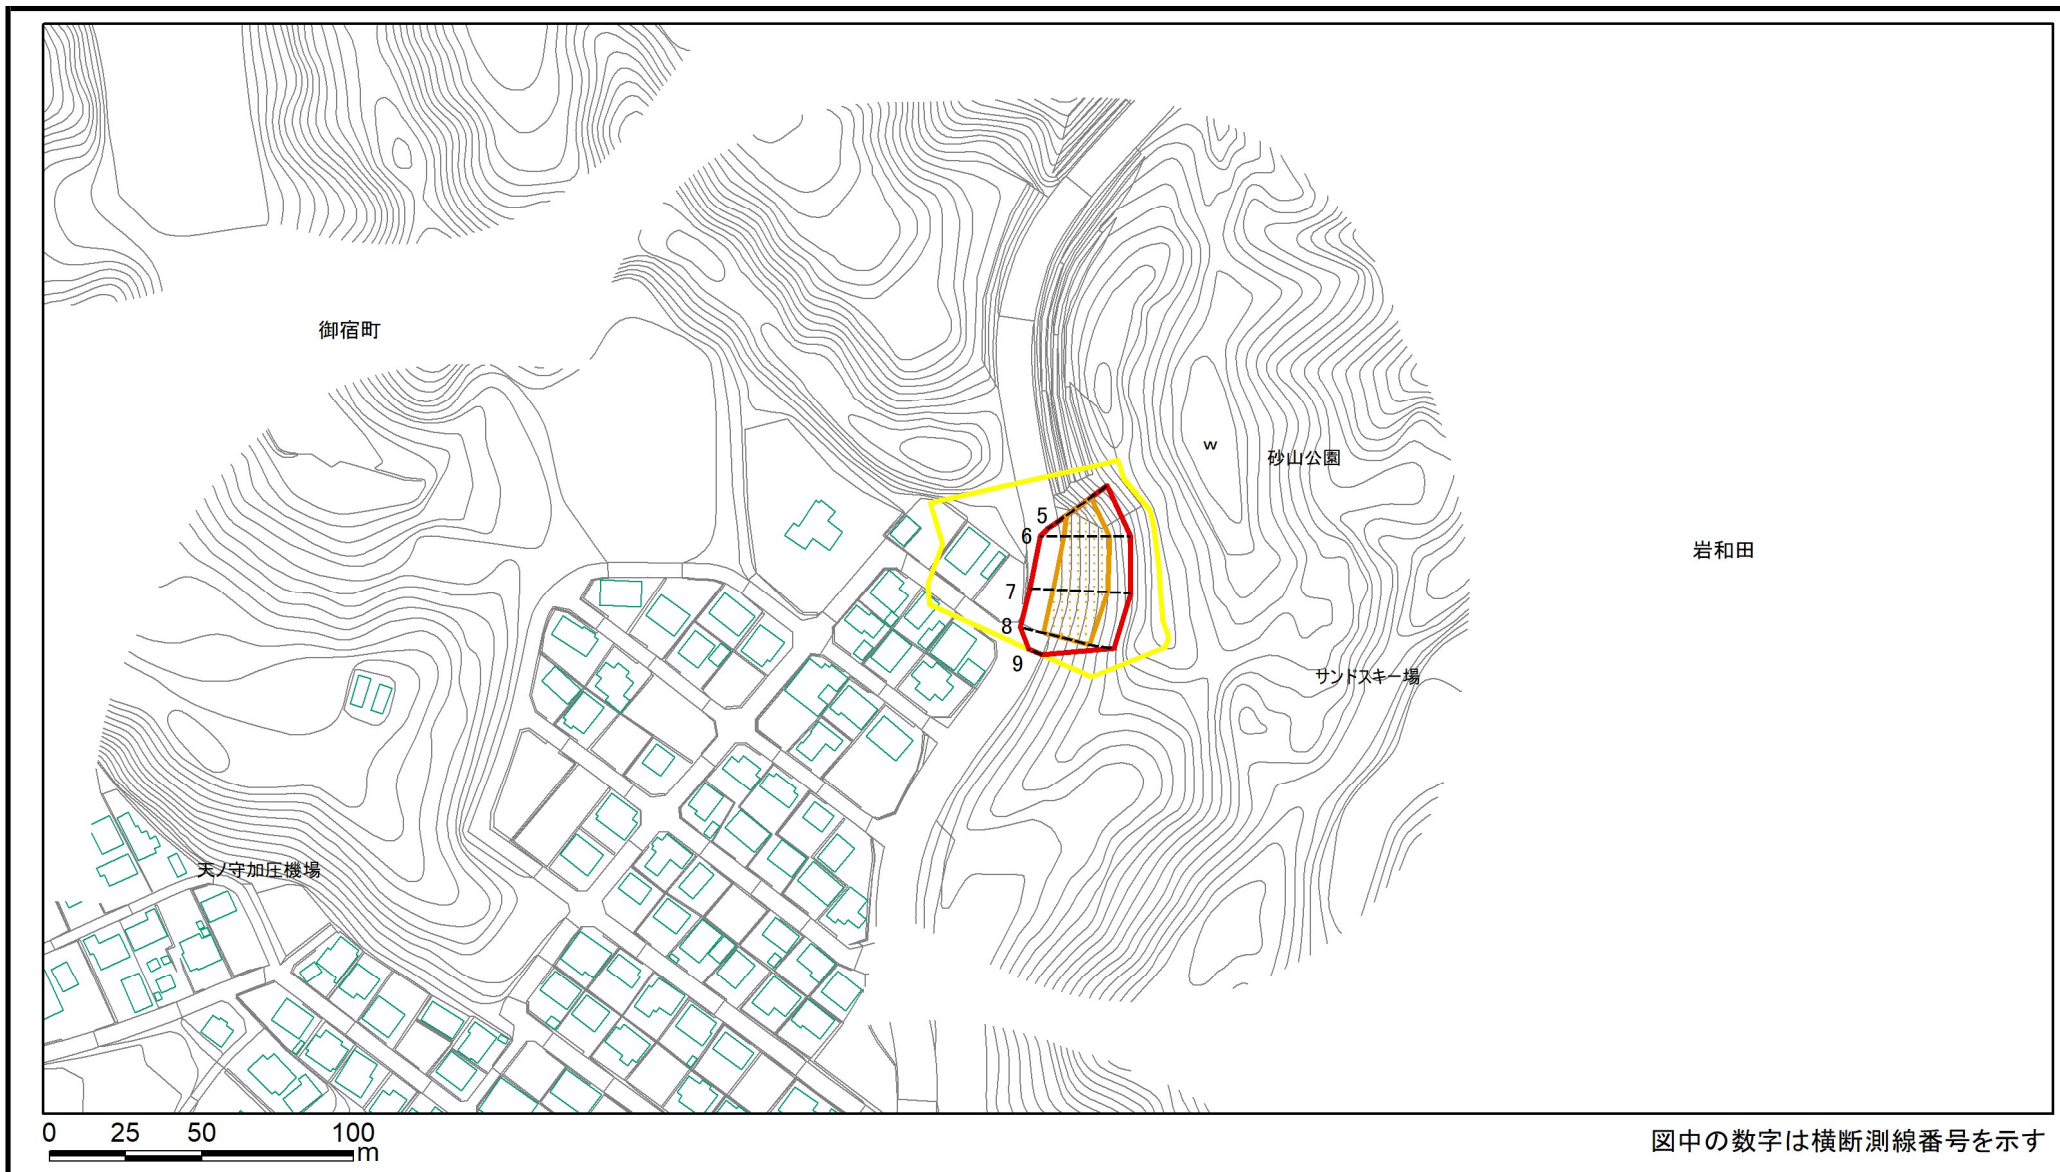 御宿町
w
砂山公園
5
6
岩和田
7
8
9
サンドスキー場
天ノ守加圧機場
0 25 50 100
m
図中の数字は横断測線番号を示す